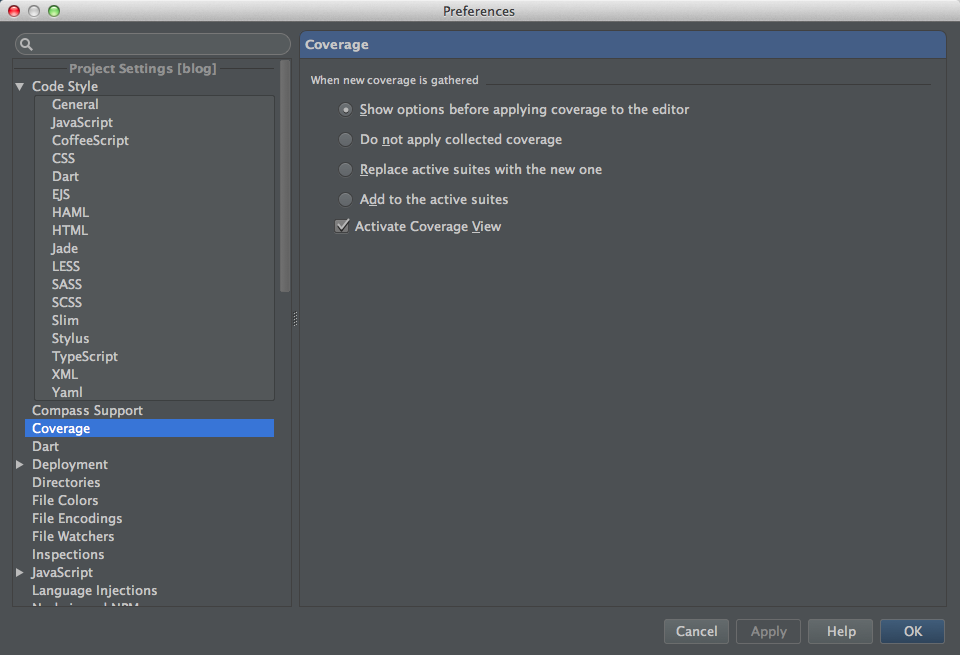 Preferences
Project Settings [blog]
Code Style
General
JavaScript
CoffeeScript
CSS
Dart
EJS
HAML
HTML
Jade
LESS
SASS
SCSS
Slim
Stylus
TypeScript
XML
Yaml
Compass Support
Coverage
Dart
Deployment
Directories
File Colors
File Encodings
File Watchers
Inspections
JavaScript
Language Injections
Coverage
When new coverage is gathered
Show options before applying coverage to the editor
Do not apply collected coverage
Replace active suites with the new one
Add to the active suites
Activate Coverage View
Cancel
Apply
Help
OK